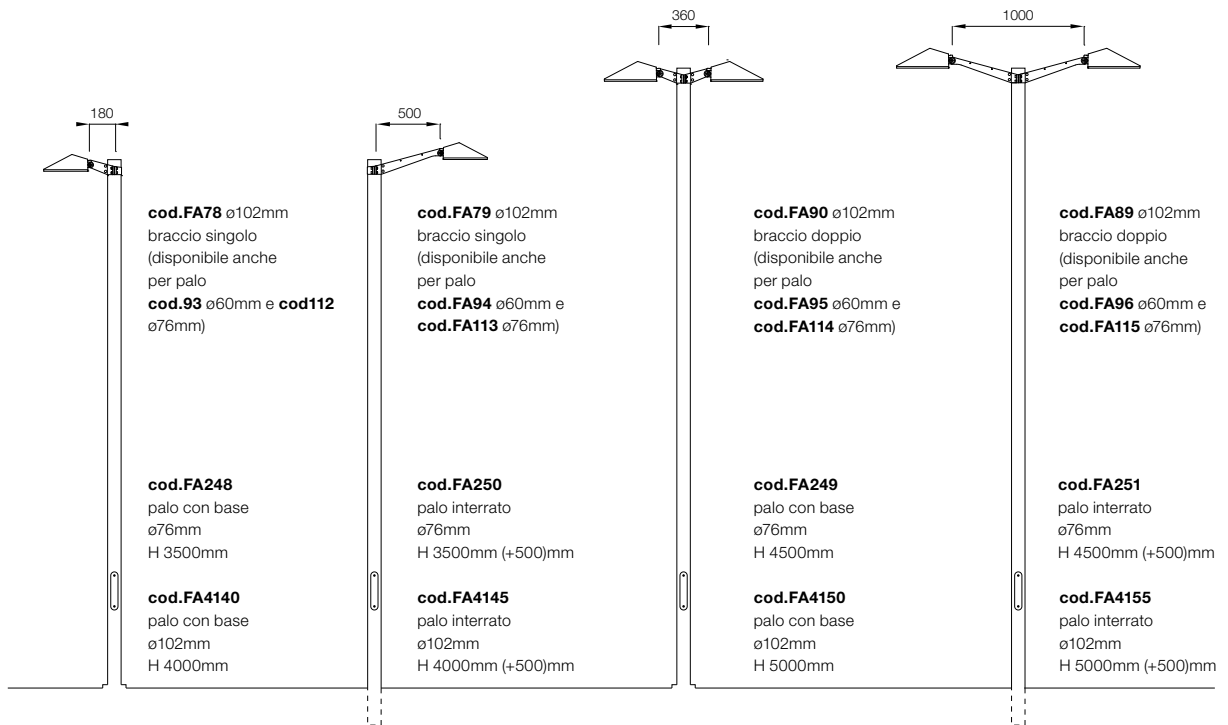 360
1000
180
500
cod.FA78 ø102mm
braccio singolo
(disponibile anche
per palo
cod.93 ø60mm e cod112
ø76mm)
cod.FA79 ø102mm
braccio singolo
(disponibile anche
per palo
cod.FA94 ø60mm e
cod.FA113 ø76mm)
cod.FA90 ø102mm
braccio doppio
(disponibile anche
per palo
cod.FA95 ø60mm e
cod.FA114 ø76mm)
cod.FA89 ø102mm
braccio doppio
(disponibile anche
per palo
cod.FA96 ø60mm e
cod.FA115 ø76mm)
cod.FA248
palo con base
ø76mm
H 3500mm
cod.FA250
palo interrato
ø76mm
H 3500mm (+500)mm
cod.FA249
palo con base
ø76mm
H 4500mm
cod.FA251
palo interrato
ø76mm
H 4500mm (+500)mm
cod.FA4140
palo con base
ø102mm
H 4000mm
cod.FA4145
palo interrato
ø102mm
H 4000mm (+500)mm
cod.FA4150
palo con base
ø102mm
H 5000mm
cod.FA4155
palo interrato
ø102mm
H 5000mm (+500)mm